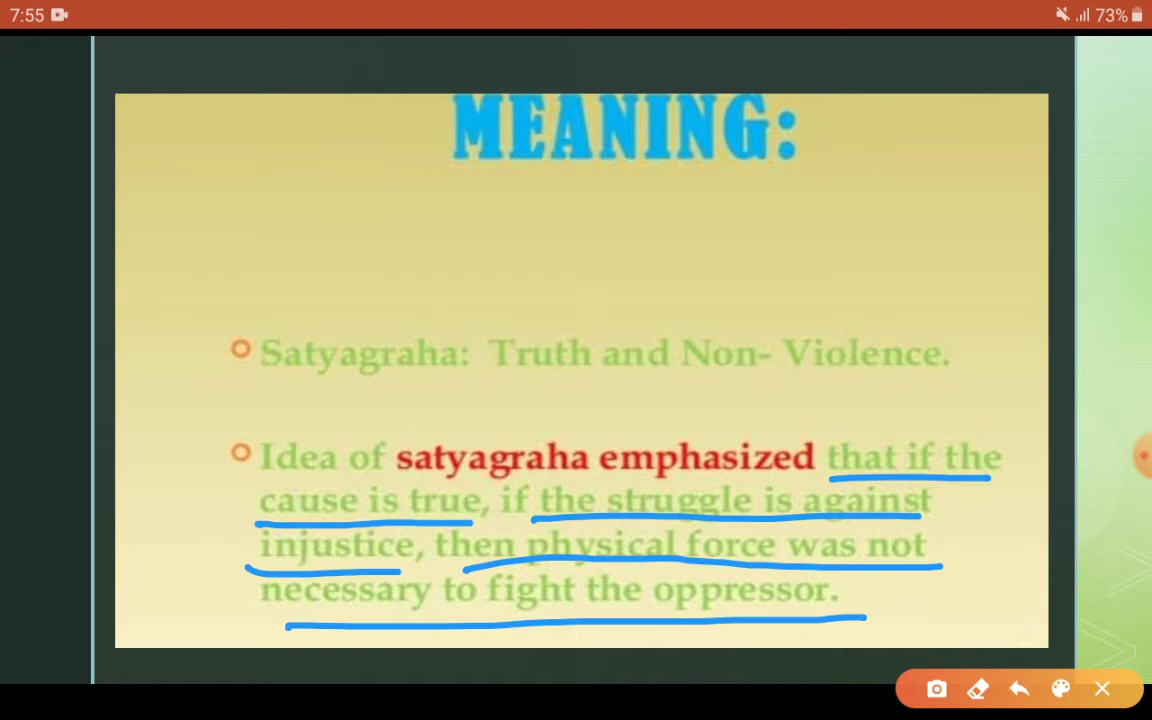 7:55
73%
MEANING:
Satyagraha: Truth and Non- Violence.
Idea of satyagraha emphasized that if the
cause is true, if the struggle is against
injustice, then physical force was not
necessary to fight the oppressor.